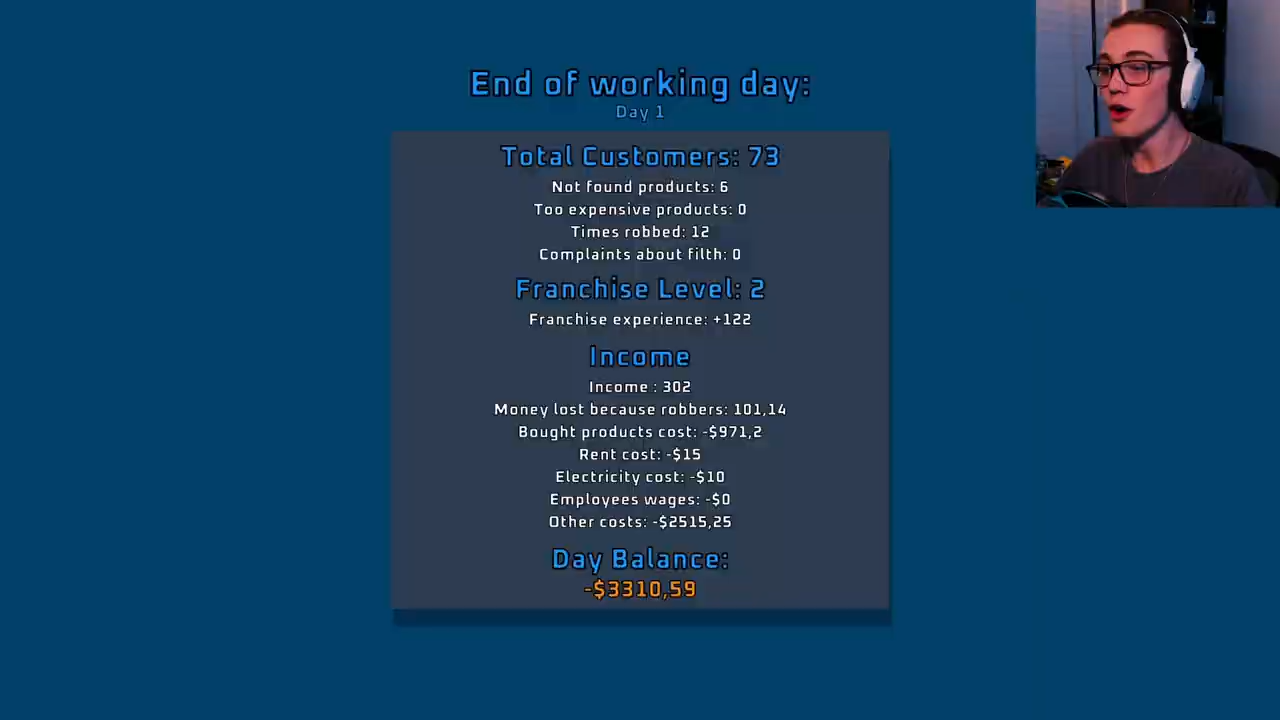 End of working day:
Day 1
Total Customers: 73
Not found products: 6
Too expensive products: 0
Times robbed: 12
Complaints about filth: 0
Franchise Level: 2
Franchise experience: +122
Income
Income : 302
Money lost because robbers: 101,14
Bought products cost: -$971,2
Rent cost: -$15
Electricity cost: -$10
Employees wages: -$0
Other costs: -$2515,25
Day Balance:
-$3310,59